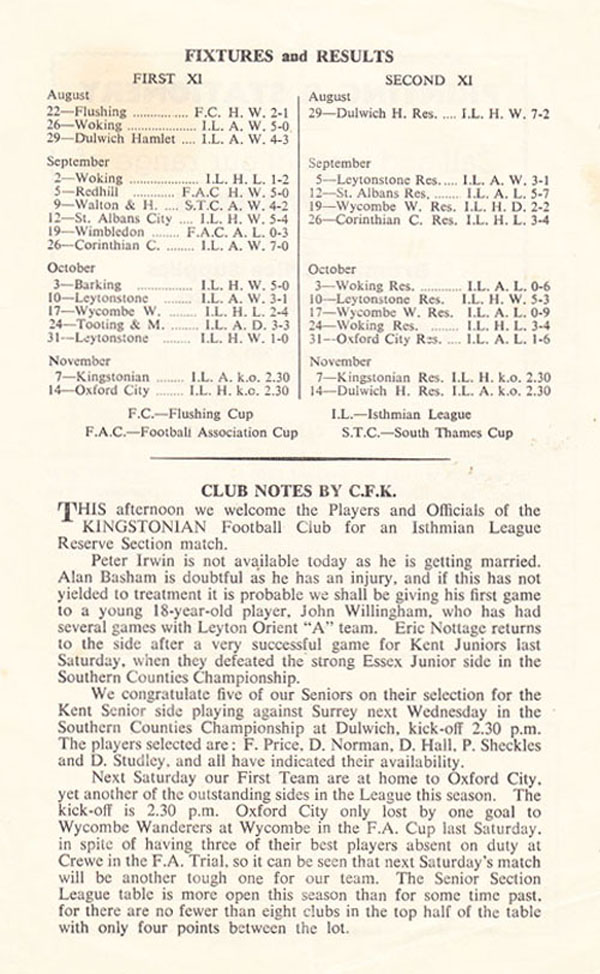 FIXTURES and RESULTS
FIRST XI
August
22—Flushing ............... F.C. H. W. 2-1
26—Woking .................... I.L. A. W. 5-0
29—Dulwich Hamlet .... I.L. A. W. 4-3
September
2—Woking ...................... I.L. H. L. 1-2
5—Redhill ............ F.A.C H. W. 5-0
9—Walton & H. .... S.T.C. A. W. 4-2
12—St. Albans City .... I.L. H. W. 5-4
19—Wimbledon ........ F.A.C. A. L. 0-3
26—Corinthian C. ........ I.L. A. W. 7-0
October
3—Barking ............... I.L. H. W. 5-0
10—Leytonstone ........ I.L. A. W. 3-1
17—Wycombe W. ........ I.L. H. L. 2-4
24—Tooting & M. ........ I.L. A. D. 3-3
31—Leytonstone ........ I.L. H. W. 1-0
November
7—Kingstonian ........ I.L. A. k.o. 2.30
14—Oxford City ........ I.L. H. k.o. 2.30
SECOND XI
August
29—Dulwich H. Res. .... I.L. H. W. 7-2
September
5—Leytonstone Res..... I.L. A. W. 3-1
12—St. Albans Res. ........ I.L. A. L. 5-7
19—Wycombe W. Res. I.L. H. D. 2-2
26—Corinthian C. Res. I.L. H. L. 3-4
October
3—Woking Res. ............ I.L. A. L. 0-6
10—Leytonstone Res. I.L. H. W. 5-3
17—Wycombe W. Res. I.L. A. L. 0-9
24—Woking Res. ........ I.L. H. L. 3-4
31—Oxford City Res. .... I.L. A. L. 1-6
November
7—Kingstonian Res. I.L. H. k.o. 2.30
14—Dulwich H. Res. I.L. A. k.o. 2.30
F.C.—Flushing Cup I.L.—Isthmian League
F.A.C.—Football Association Cup S.T.C.—South Thames Cup
CLUB NOTES BY C.F.K.
THIS afternoon we welcome the Players and Officials of the
KINGSTONIAN Football Club for an Isthmian League
Reserve Section match.
Peter Irwin is not available today as he is getting married.
Alan Basham is doubtful as he has an injury, and if this has not
yielded to treatment it is probable we shall be giving his first game
to a young 18-year-old player, John Willingham, who has had
several games with Leyton Orient "A" team. Eric Nottage returns
to the side after a very successful game for Kent Juniors last
Saturday, when they defeated the strong Essex Junior side in the
Southern Counties Championship.
We congratulate five of our Seniors on their selection for the
Kent Senior side playing against Surrey next Wednesday in the
Southern Counties Championship at Dulwich, kick-off 2.30 p.m.
The players selected are: F. Price, D. Norman, D. Hall, P. Sheckles
and D. Studley, and all have indicated their availability.
Next Saturday our First Team are at home to Oxford City,
yet another of the outstanding sides in the League this season. The
kick-off is 2.30 p.m. Oxford City only lost by one goal to
Wycombe Wanderers at Wycombe in the F.A. Cup last Saturday,
in spite of having three of their best players absent on duty at
Crewe in the F.A. Trial, so it can be seen that next Saturday's match
will be another tough one for our team. The Senior Section
League table is more open this season than for some time past,
for there are no fewer than eight clubs in the top half of the table
with only four points between the lot.